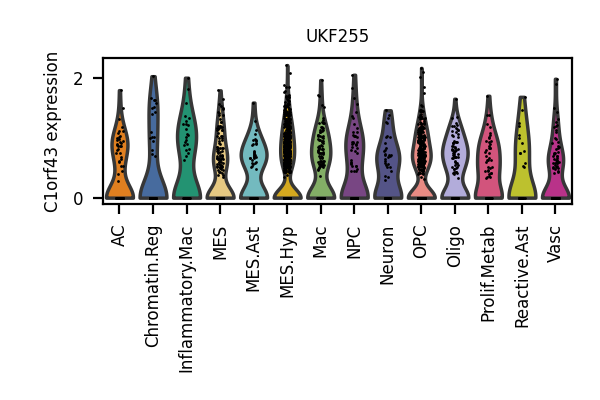 UKF255
C1orf43 expression
2
0
AC
Chromatin.Reg
Inflammatory.Mac
MES
MES.Ast
MES.Hyp
Mac
NPC
Neuron
OPC
Oligo
Prolif.Metab
Reactive.Ast
Vasc